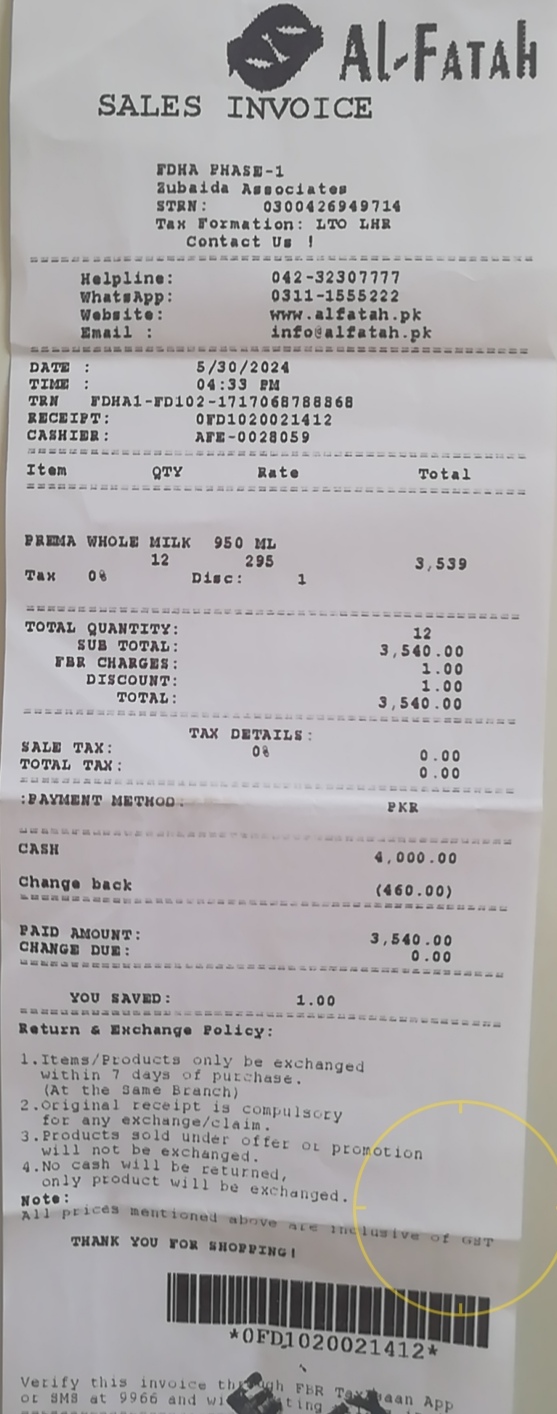 Al-Fatah
SALES INVOICE
FDHA PHASE-1
Zubaida Associates
STRN: 0300426949714
Tax Formation: LTO LHR
Contact Us !
Helpline: 042-32307777
WhatsApp: 0311-1555222
Website: www.alfatah.pk
Email : info@alfatah.pk
DATE : 5/30/2024
TIME : 04:33 PM
TRN FDHA1-FD102-1717068788868
RECEIPT: 0FD1020021412
CASHIER: AFE-0028059
Item QTY Rate Total
PREMA WHOLE MILK 950 ML
12 295 3,539
Tax 0% Disc: 1
TOTAL QUANTITY: 12
SUB TOTAL: 3,540.00
FBR CHARGES: 1.00
DISCOUNT: 1.00
TOTAL: 3,540.00
TAX DETAILS:
SALE TAX: 0% 0.00
TOTAL TAX: 0.00
:PAYMENT METHOD: PKR
CASH 4,000.00
Change back (460.00)
PAID AMOUNT: 3,540.00
CHANGE DUE: 0.00
YOU SAVED: 1.00
Return & Exchange Policy:
1.Items/Products only be exchanged
within 7 days of purchase.
(At the Same Branch)
2.Original receipt is compulsory
for any exchange/claim.
3.Products sold under offer or promotion
will not be exchanged.
4.No cash will be returned,
only product will be exchanged.
Note:
All prices mentioned above are inclusive of GST
THANK YOU FOR SHOPPING!
*0FD1020021412*
Verify this invoice through FBR App
or SMS at 9966 and